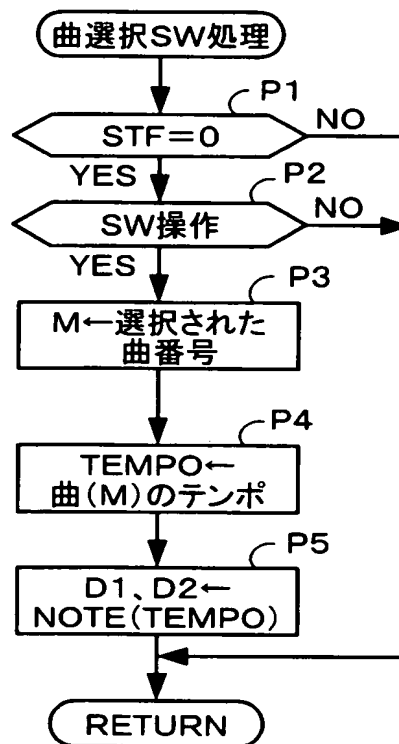 曲選択SW処理
P1
STF=0
NO
YES
P2
SW操作
NO
YES
P3
M←選択された
曲番号
P4
TEMPO←
曲(M)のテンポ
P5
D1、D2←
NOTE(TEMPO)
RETURN